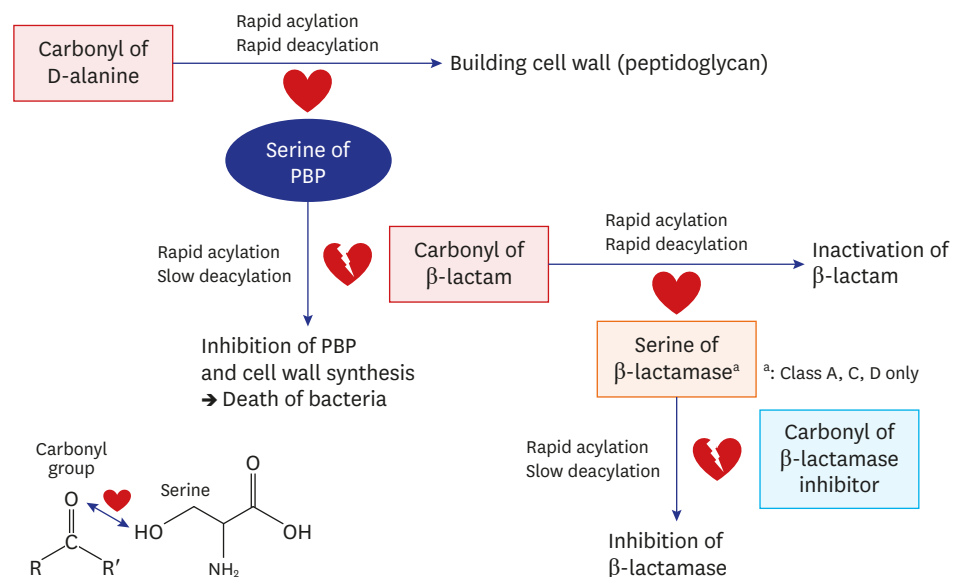 Rapid acylation
Rapid deacylation
Carbonyl of
D-alanine
Building cell wall (peptidoglycan)
Serine of
PBP
Rapid acylation
Slow deacylation
Carbonyl of
β-lactam
Rapid acylation
Rapid deacylation
Inactivation of
β-lactam
Inhibition of PBP
and cell wall synthesis
➔ Death of bacteria
Serine of
β-lactamaseᵃ
ᵃ: Class A, C, D only
Rapid acylation
Slow deacylation
Carbonyl of
β-lactamase
inhibitor
Inhibition of
β-lactamase
Carbonyl
group
O
C
R
R′
Serine
O
HO
OH
NH₂